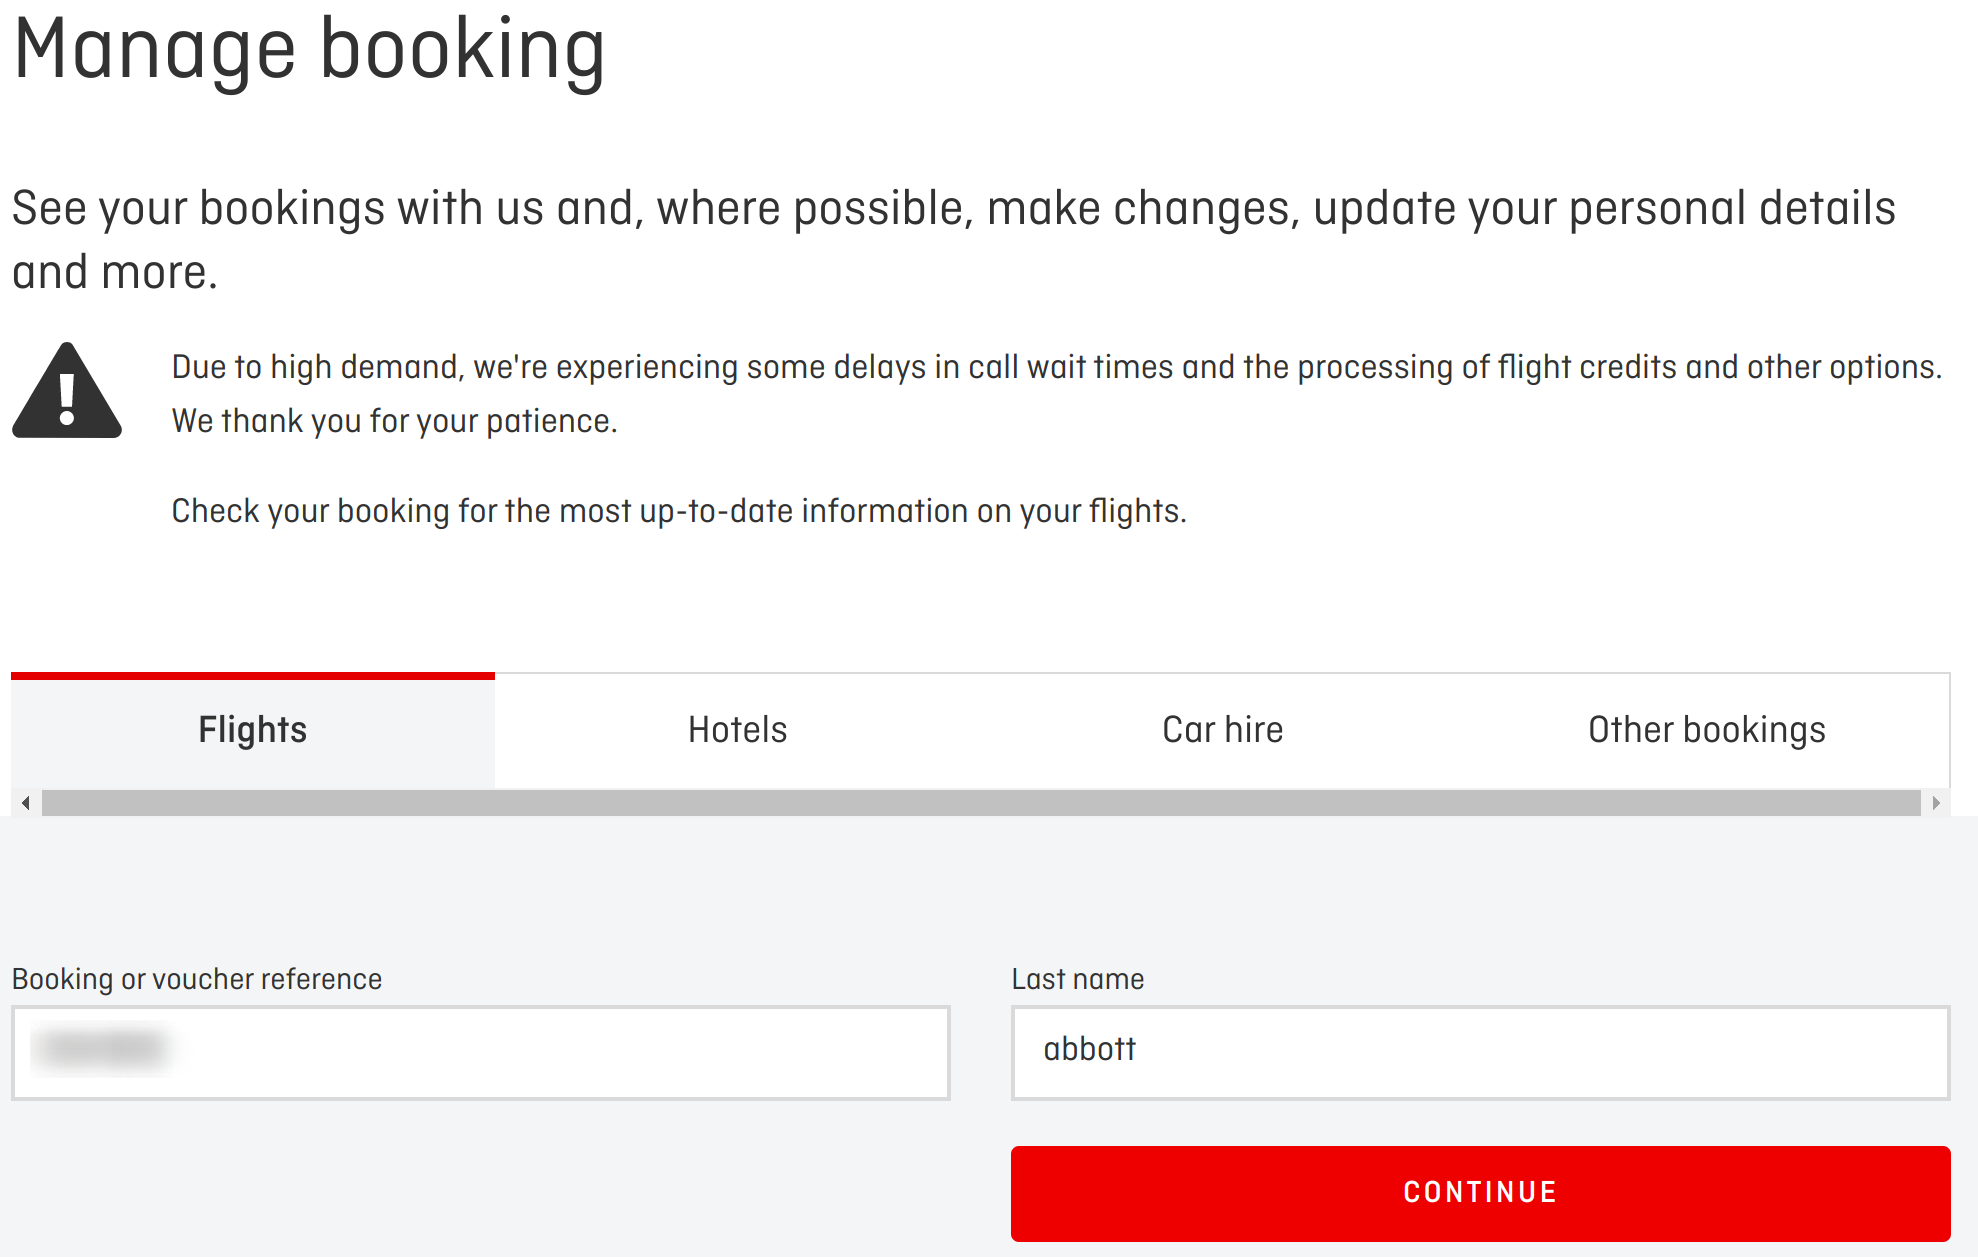 Manage booking
See your bookings with us and, where possible, make changes, update your personal details
and more.
Due to high demand, we're experiencing some delays in call wait times and the processing of flight credits and other options.
We thank you for your patience.
Check your booking for the most up-to-date information on your flights.
Flights
Hotels
Car hire
Other bookings
Booking or voucher reference
Last name
abbott
CONTINUE